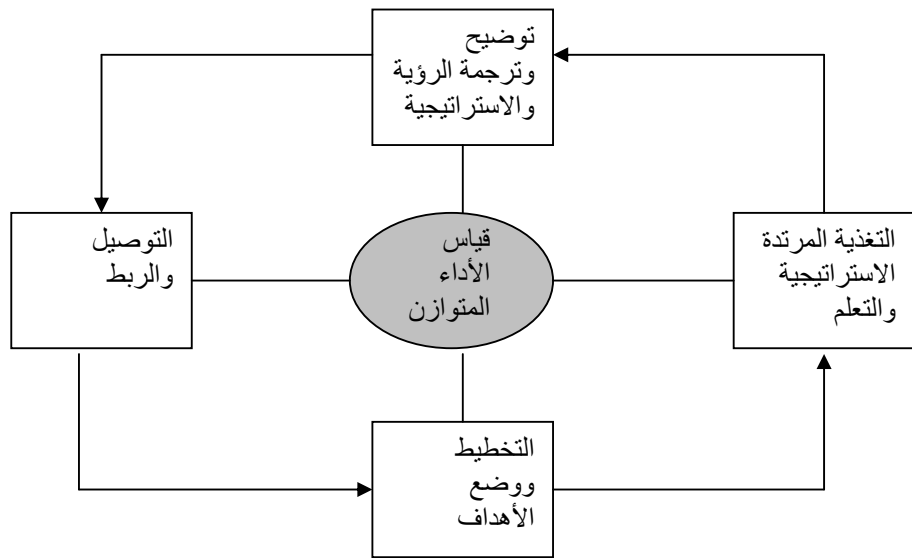 توضيح
وترجمة الرؤية
والاستراتيجية
التغذية المرتدة
الاستراتيجية
والتعلم
قياس
الأداء
المتوازن
التوصيل
والربط
التخطيط
ووضع
الأهداف